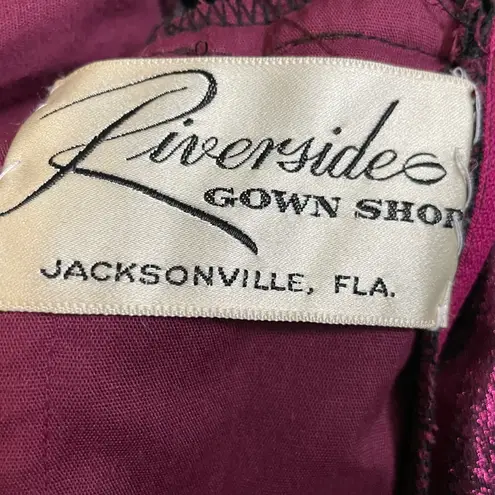 Riverside
GOWN SHOP
JACKSONVILLE, FLA.